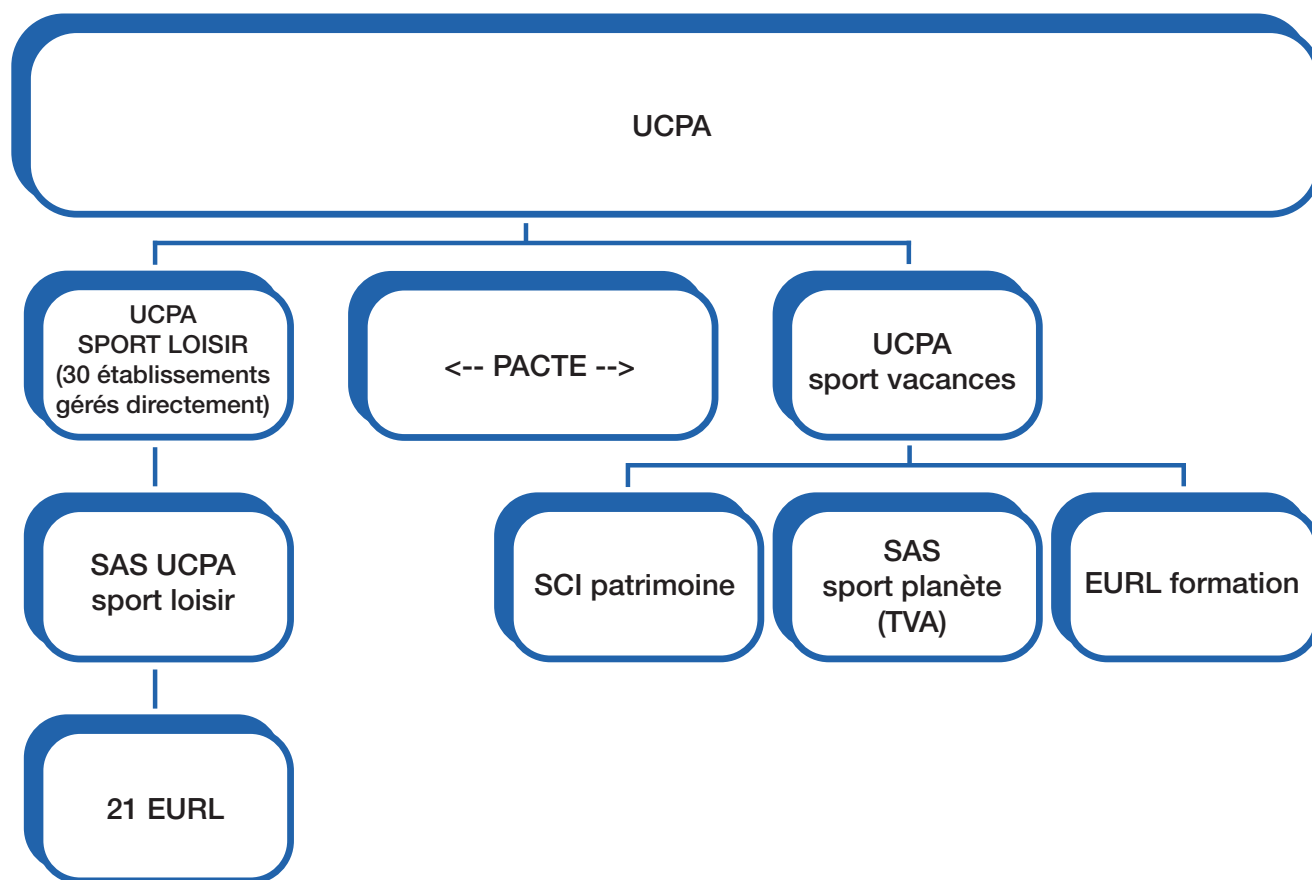 UCPA
UCPA
SPORT LOISIR
(30 établissements
gérés directement)
<-- PACTE -->
UCPA
sport vacances
SAS UCPA
sport loisir
SCI patrimoine
SAS
sport planète
(TVA)
EURL formation
21 EURL